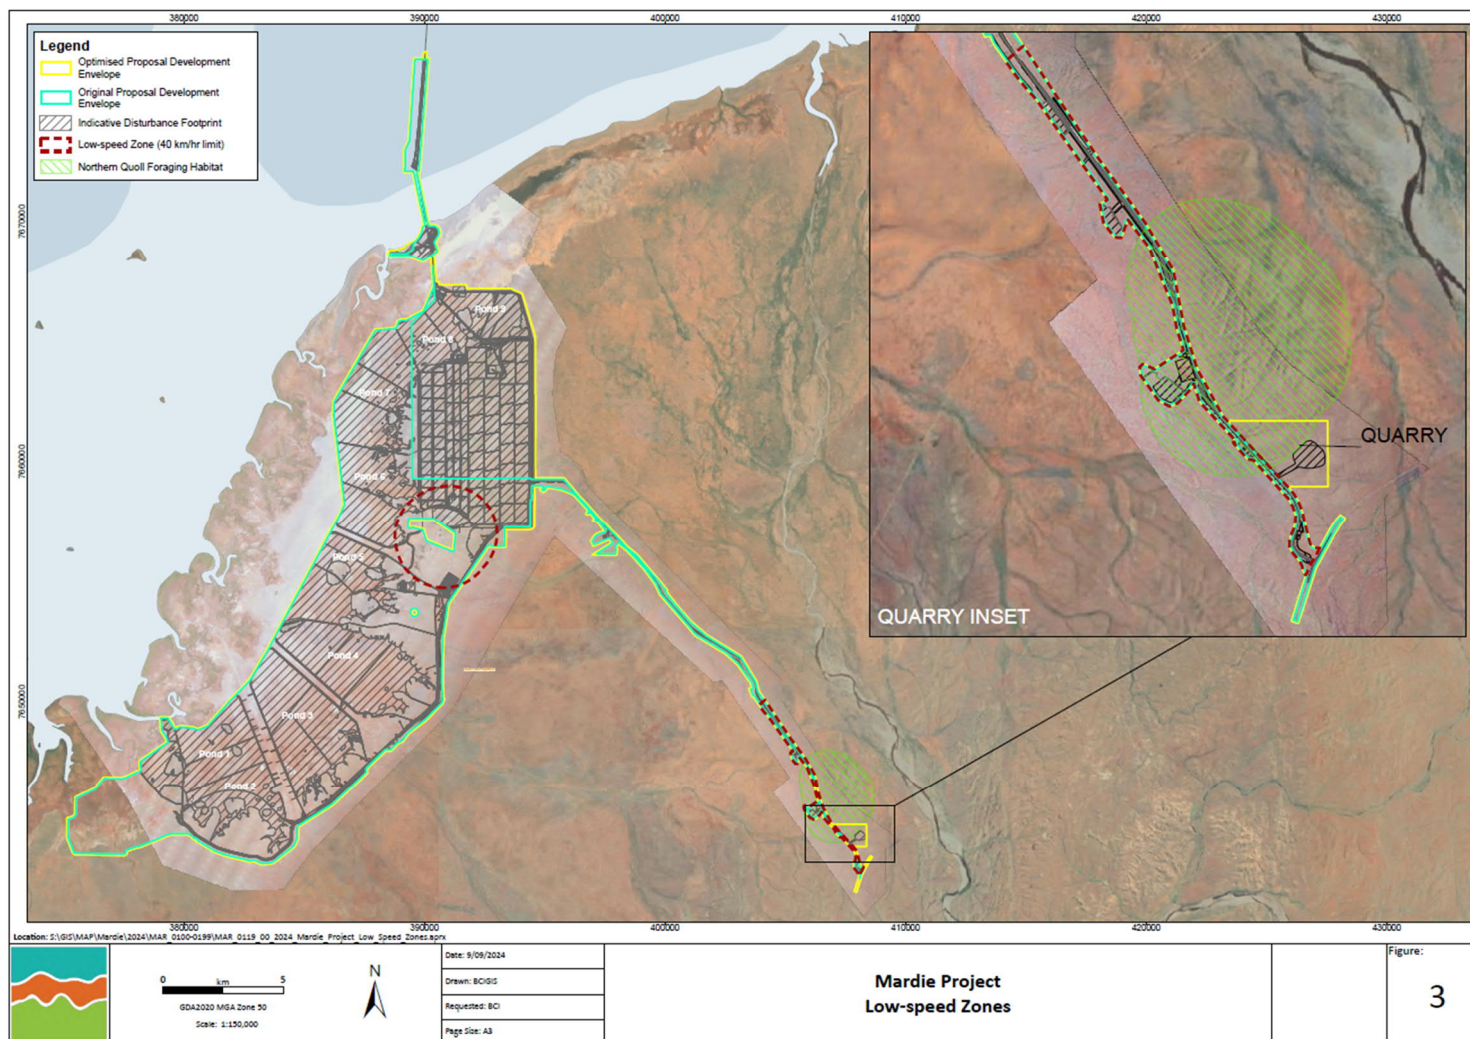 380000
390000
400000
410000
420000
430000
Legend
Optimised Proposal Development
Envelope
Original Proposal Development
Envelope
Indicative Disturbance Footprint
Low-speed Zone (40 km/hr limit)
Northern Quoll Foraging Habitat
7670000
7660000
7650000
Pond 9
Pond 8
Pond 7
Pond 6
Pond 5
Pond 4
Pond 3
Pond 1
Pond 2
QUARRY
QUARRY INSET
380000
390000
400000
410000
420000
430000
Location: S:\GIS\MAP\Mardie\2024\MAR_0100-0199\MAR_0119_00_2024_Mardie_Project_Low_Speed_Zones.aprx
0 km 5
GDA2020 MGA Zone 50
Scale: 1:150,000
N
Date: 9/09/2024
Drawn: BCIGIS
Requested: BCI
Page Size: A3
Mardie Project
Low-speed Zones
Figure:
3